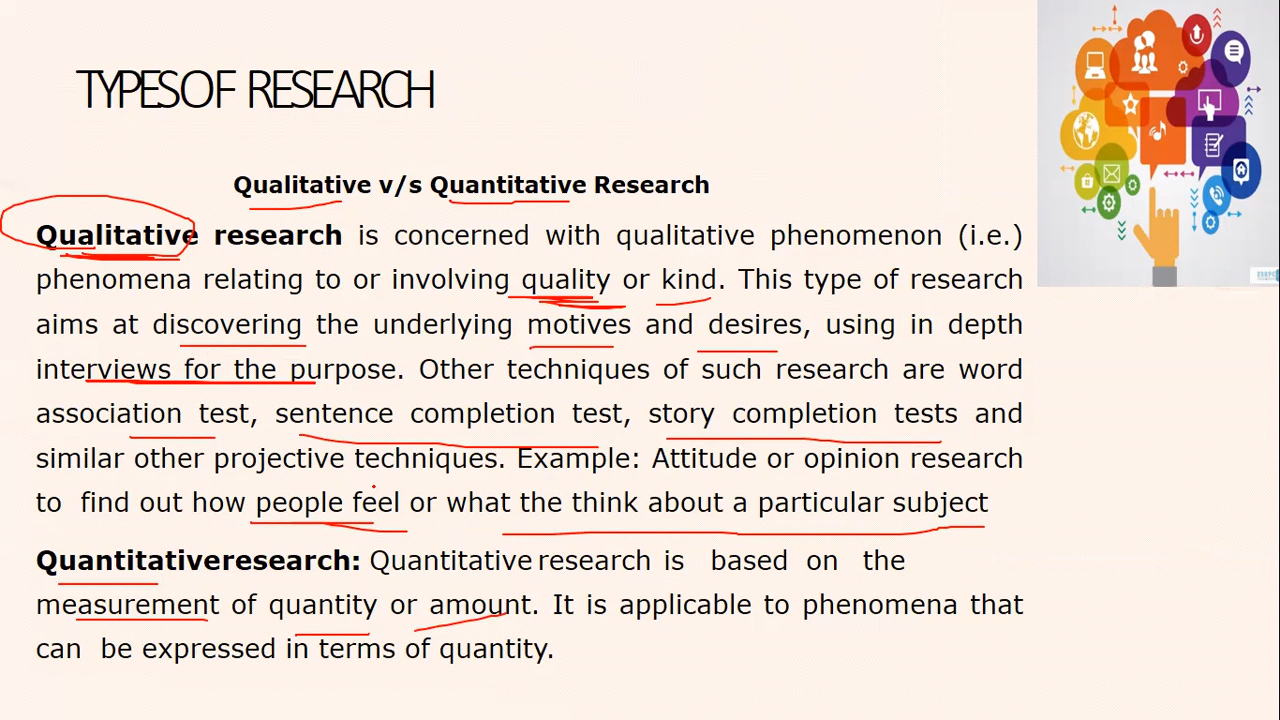 TYPES OF RESEARCH
Qualitative v/s Quantitative Research
Qualitative research is concerned with qualitative phenomenon (i.e.)
phenomena relating to or involving quality or kind. This type of research
aims at discovering the underlying motives and desires, using in depth
interviews for the purpose. Other techniques of such research are word
association test, sentence completion test, story completion tests and
similar other projective techniques. Example: Attitude or opinion research
to find out how people feel or what the think about a particular subject
Quantitativeresearch: Quantitative research is based on the
measurement of quantity or amount. It is applicable to phenomena that
can be expressed in terms of quantity.